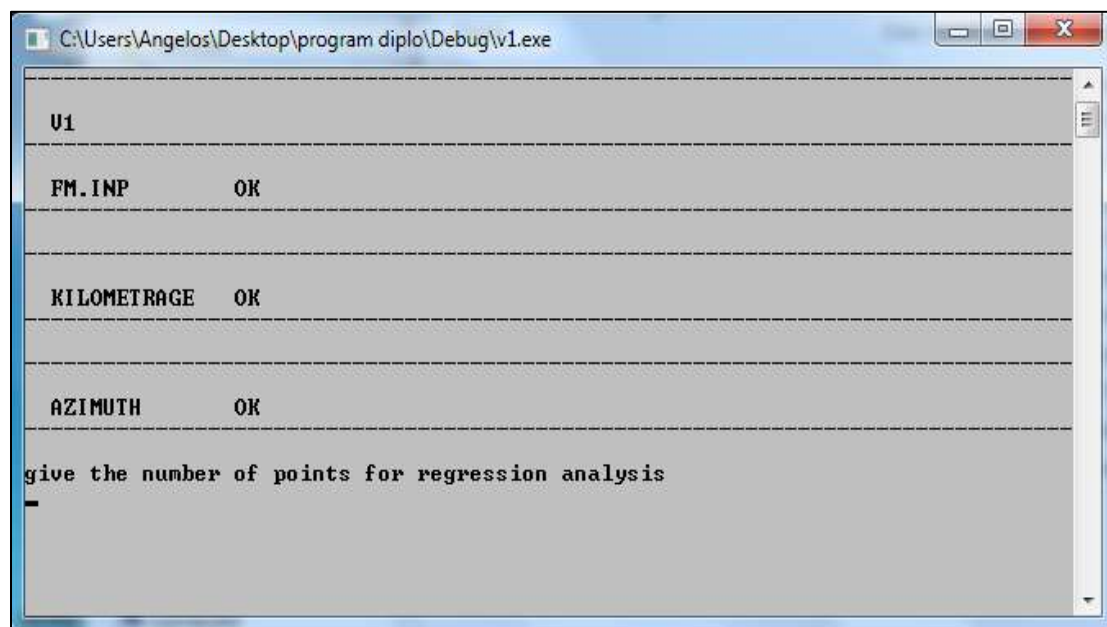 C:\Users\Angelos\Desktop\program diplo\Debug\v1.exe
V1
FM.INP OK
KILOMETRAGE OK
AZIMUTH OK
give the number of points for regression analysis